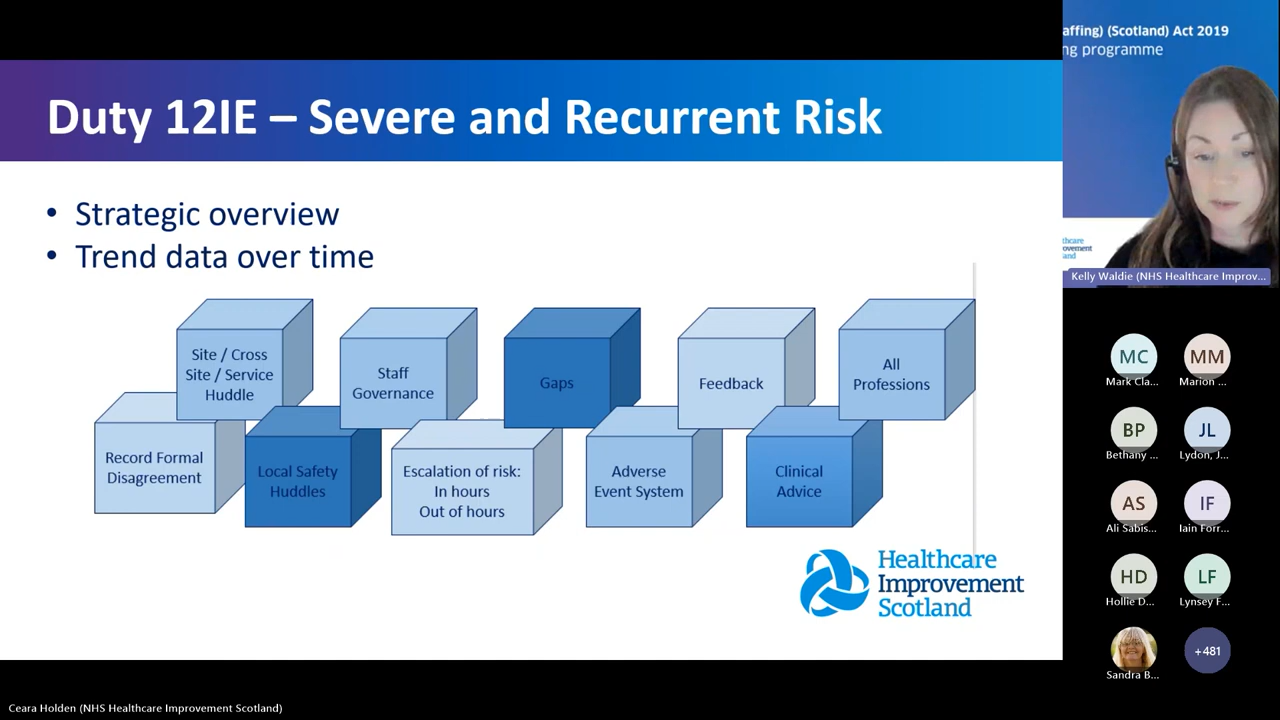 Duty 12IE – Severe and Recurrent Risk
• Strategic overview
• Trend data over time
Site / Cross
Site / Service
Huddle
Staff
Governance
Gaps
Feedback
All
Professions
Record Formal
Disagreement
Local Safety
Huddles
Escalation of risk:
In hours
Out of hours
Adverse
Event System
Clinical
Advice
Healthcare
Improvement
Scotland
affing) (Scotland) Act 2019
ng programme
lthcare
ovement
land
Kelly Waldie (NHS Healthcare Improv...
MC
Mark Cla...
MM
Marion ...
BP
Bethany ...
JL
Lydon, J...
AS
Ali Sabis...
IF
Iain Forr...
HD
Hollie D...
LF
Lynsey F...
Sandra B...
+481
Ceara Holden (NHS Healthcare Improvement Scotland)